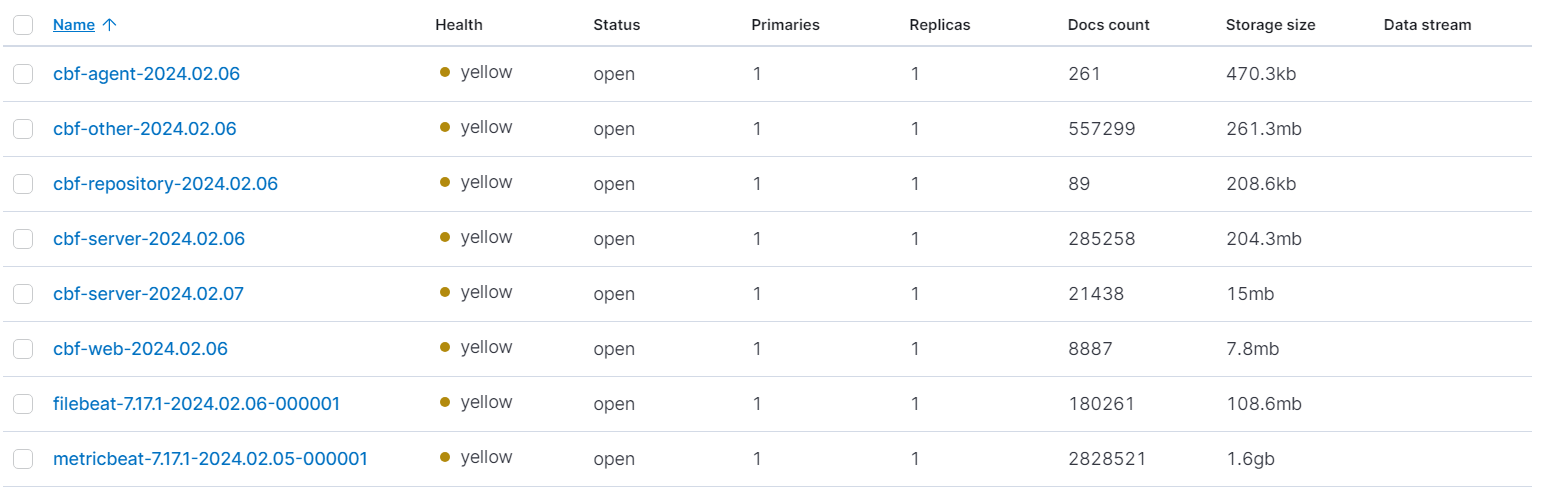 Name Health Status Primaries Replicas Docs count Storage size Data stream
cbf-agent-2024.02.06 yellow open 1 1 261 470.3kb
cbf-other-2024.02.06 yellow open 1 1 557299 261.3mb
cbf-repository-2024.02.06 yellow open 1 1 89 208.6kb
cbf-server-2024.02.06 yellow open 1 1 285258 204.3mb
cbf-server-2024.02.07 yellow open 1 1 21438 15mb
cbf-web-2024.02.06 yellow open 1 1 8887 7.8mb
filebeat-7.17.1-2024.02.06-000001 yellow open 1 1 180261 108.6mb
metricbeat-7.17.1-2024.02.05-000001 yellow open 1 1 2828521 1.6gb